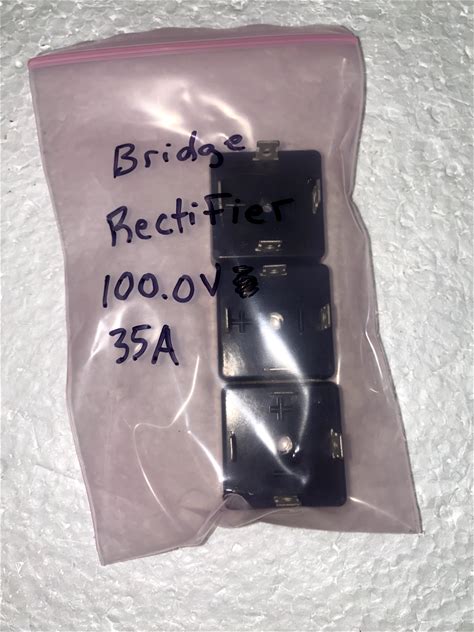 Bridge
Rectifier
100.0V
35A